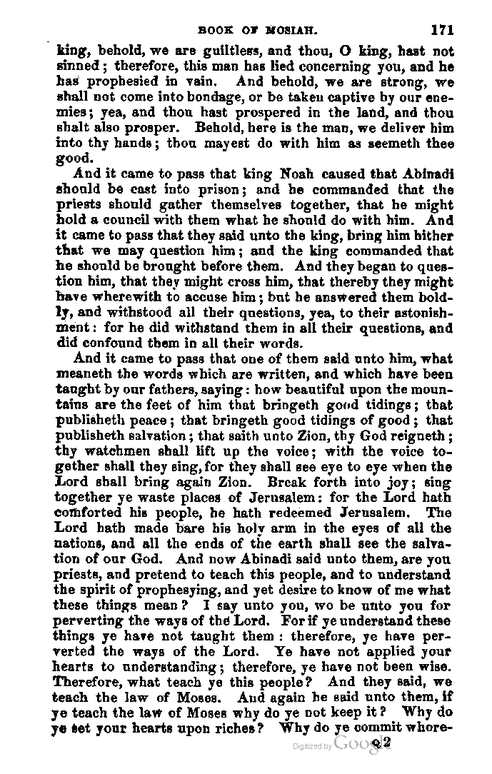 BOOK OF MOSIAH. 171
king, behold, we are guiltless, and thou, O king, hast not
sinned; therefore, this man has lied concerning you, and he
has prophesied in vain. And behold, we are strong, we
shall not come into bondage, or be taken captive by our ene-
mies; yea, and thou hast prospered in the land, and thou
shalt also prosper. Behold, here is the man, we deliver him
into thy hands; thou mayest do with him as seemeth thee
good.
And it came to pass that king Noah caused that Abinadi
should be cast into prison; and he commanded that the
priests should gather themselves together, that he might
hold a council with them what he should do with him. And
it came to pass that they said unto the king, bring him hither
that we may question him; and the king commanded that
he should be brought before them. And they began to ques-
tion him, that they might cross him, that thereby they might
have wherewith to accuse him; but he answered them bold-
ly, and withstood all their questions, yea, to their astonish-
ment: for he did withstand them in all their questions, and
did confound them in all their words.
And it came to pass that one of them said unto him, what
meaneth the words which are written, and which have been
taught by our fathers, saying: how beautiful upon the moun-
tains are the feet of him that bringeth good tidings; that
publisheth peace; that bringeth good tidings of good; that
publisheth salvation; that saith unto Zion, thy God reigneth;
thy watchmen shall lift up the voice; with the voice to-
gether shall they sing, for they shall see eye to eye when the
Lord shall bring again Zion. Break forth into joy; sing
together ye waste places of Jerusalem: for the Lord hath
comforted his people, he hath redeemed Jerusalem. The
Lord hath made bare his holy arm in the eyes of all the
nations, and all the ends of the earth shall see the salva-
tion of our God. And now Abinadi said unto them, are you
priests, and pretend to teach this people, and to understand
the spirit of prophesying, and yet desire to know of me what
these things mean? I say unto you, wo be unto you for
perverting the ways of the Lord. For if ye understand these
things ye have not taught them: therefore, ye have per-
verted the ways of the Lord. Ye have not applied your
hearts to understanding; therefore, ye have not been wise.
Therefore, what teach ye this people? And they said, we
teach the law of Moses. And again he said unto them, if
ye teach the law of Moses why do ye not keep it? Why do
ye set your hearts upon riches? Why do ye commit whore-
Digitized by Google Q2